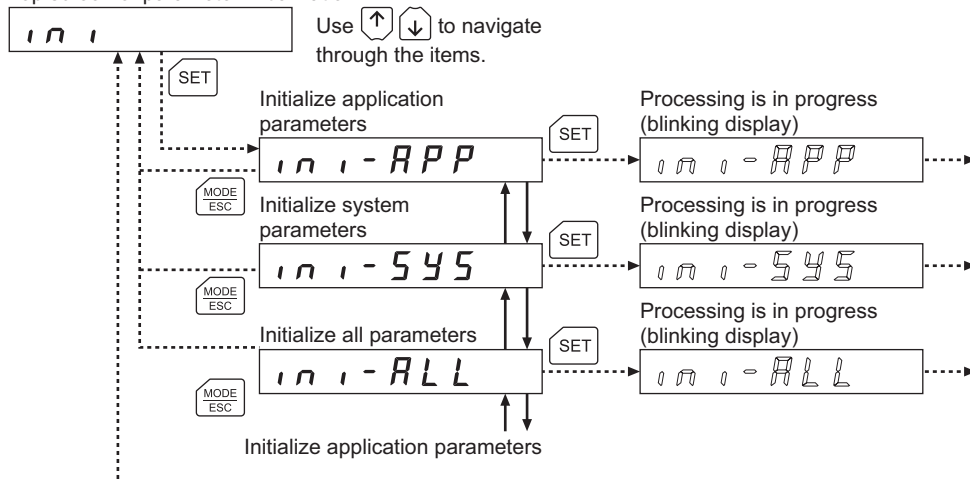 ini
Use ↑ ↓ to navigate
through the items.
SET
Initialize application
parameters
SET
Processing is in progress
(blinking display)
ini-APP
ini-APP
MODE
ESC
Initialize system
parameters
SET
Processing is in progress
(blinking display)
ini-SYS
ini-SYS
MODE
ESC
Initialize all parameters
SET
Processing is in progress
(blinking display)
ini-ALL
ini-ALL
MODE
ESC
Initialize application parameters